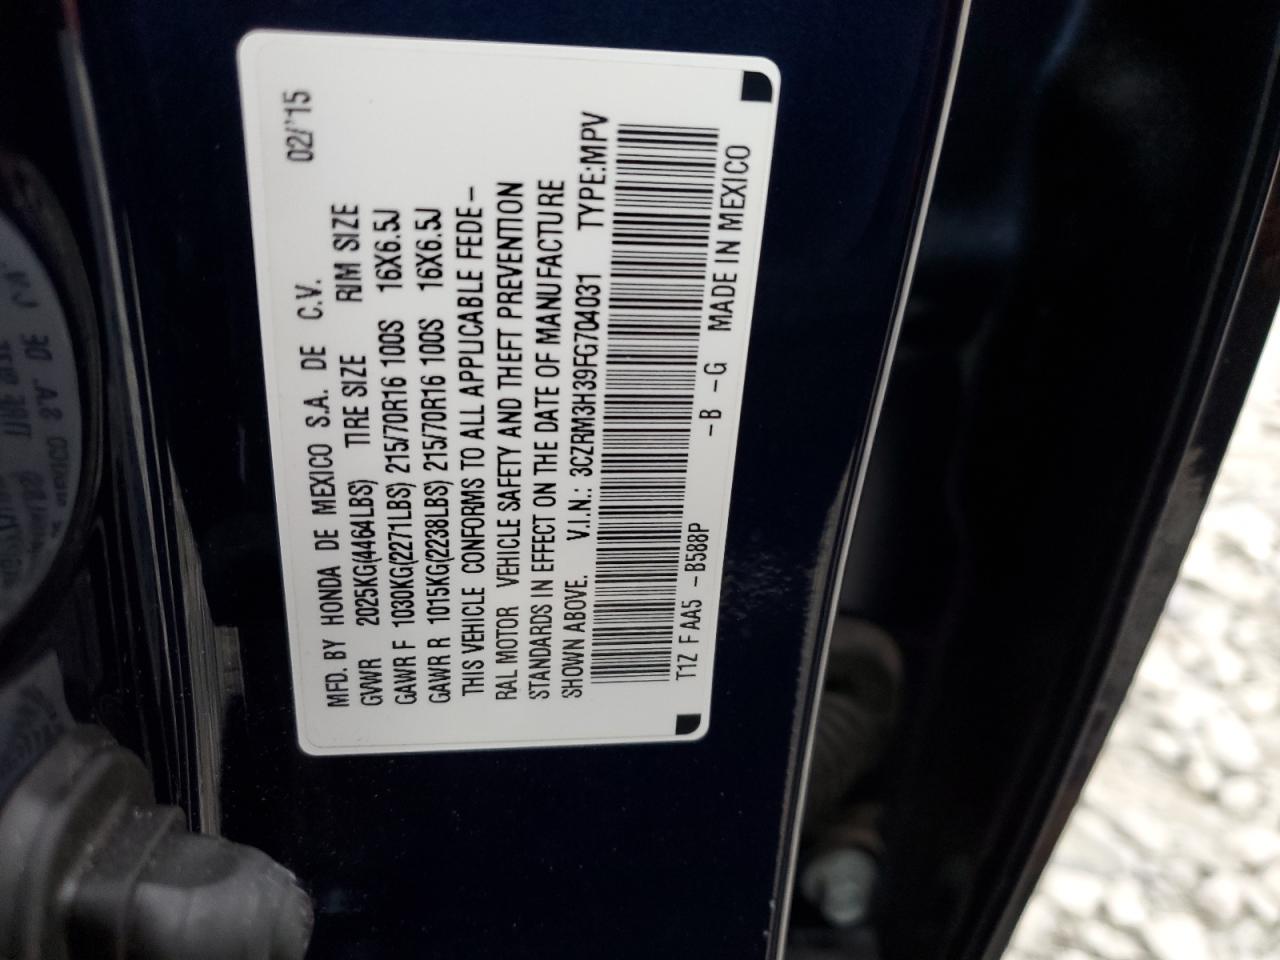 02/'15
MFD. BY HONDA DE MEXICO S.A. DE C.V.
GVWR 2025KG(4464LBS) TIRE SIZE RIM SIZE
GAWR F 1030KG(2271LBS) 215/70R16 100S 16X6.5J
GAWR R 1015KG(2238LBS) 215/70R16 100S 16X6.5J
THIS VEHICLE CONFORMS TO ALL APPLICABLE FEDE-
RAL MOTOR VEHICLE SAFETY AND THEFT PREVENTION
STANDARDS IN EFFECT ON THE DATE OF MANUFACTURE
SHOWN ABOVE. V.I.N.: 3CZRM3H39FG704031 TYPE:MPV
T1Z F AA5 -B588P -B -G MADE IN MEXICO